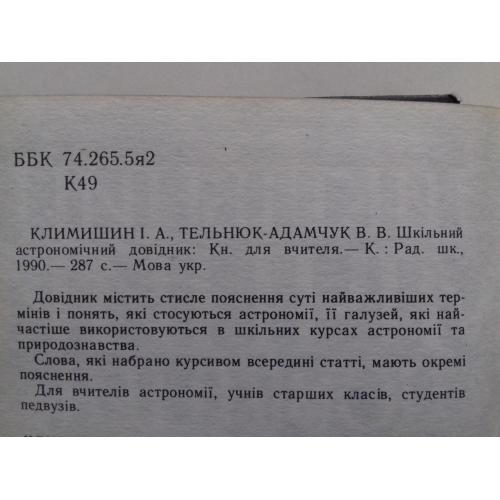 ББК 74.265.5я2
К49
КЛИМИШИН І. А., ТЕЛЬНЮК-АДАМЧУК В. В. Шкільний
астрономічний довідник: Кн. для вчителя.— К. : Рад. шк.,
1990.— 287 с.— Мова укр.
Довідник містить стисле пояснення суті найважливіших тер-
мінів і понять, які стосуються астрономії, її галузей, які най-
частіше використовуються в шкільних курсах астрономії та
природознавства.
Слова, які набрано курсивом всередині статті, мають окремі
пояснення.
Для вчителів астрономії, учнів старших класів, студентів
педвузів.